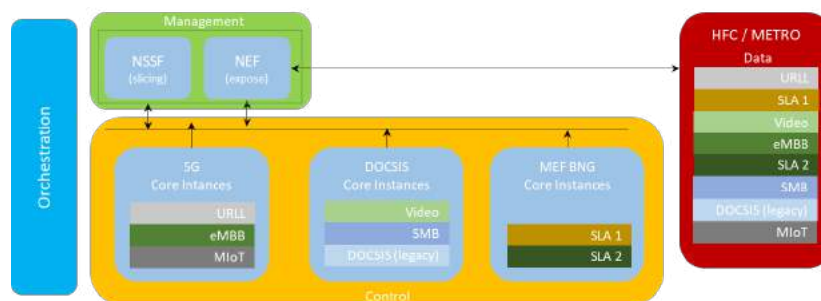 Orchestration
Management
NSSF
(slicing)
NEF
(expose)
5G
Core Intances
URLL
eMBB
MIoT
DOCSIS
Core Instances
Video
SMB
DOCSIS (legacy)
MEF BNG
Core Instances
SLA 1
SLA 2
Control
HFC / METRO
Data
URLL
SLA 1
Video
eMBB
SLA 2
SMB
DOCSIS (legacy)
MIoT